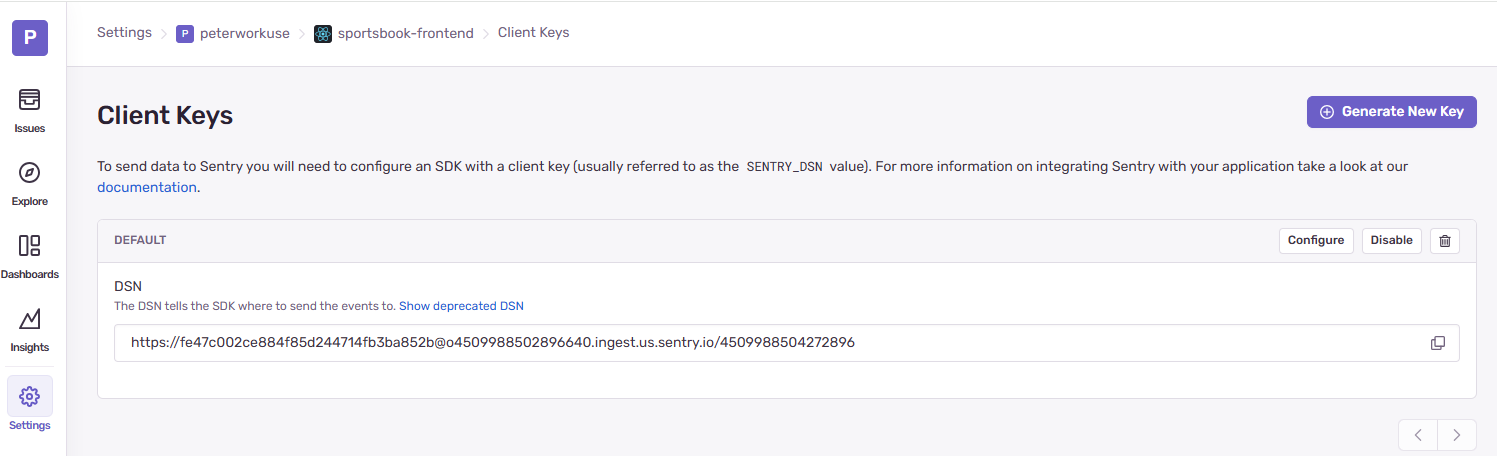 P
Settings
P peterworkuse
sportsbook-frontend
Client Keys
Issues
Explore
Dashboards
Insights
Settings
Client Keys
Generate New Key
To send data to Sentry you will need to configure an SDK with a client key (usually referred to as the SENTRY_DSN value). For more information on integrating Sentry with your application take a look at our
documentation.
DEFAULT
Configure
Disable
DSN
The DSN tells the SDK where to send the events to. Show deprecated DSN
https://fe47c002ce884f85d244714fb3ba852b@o4509988502896640.ingest.us.sentry.io/4509988504272896